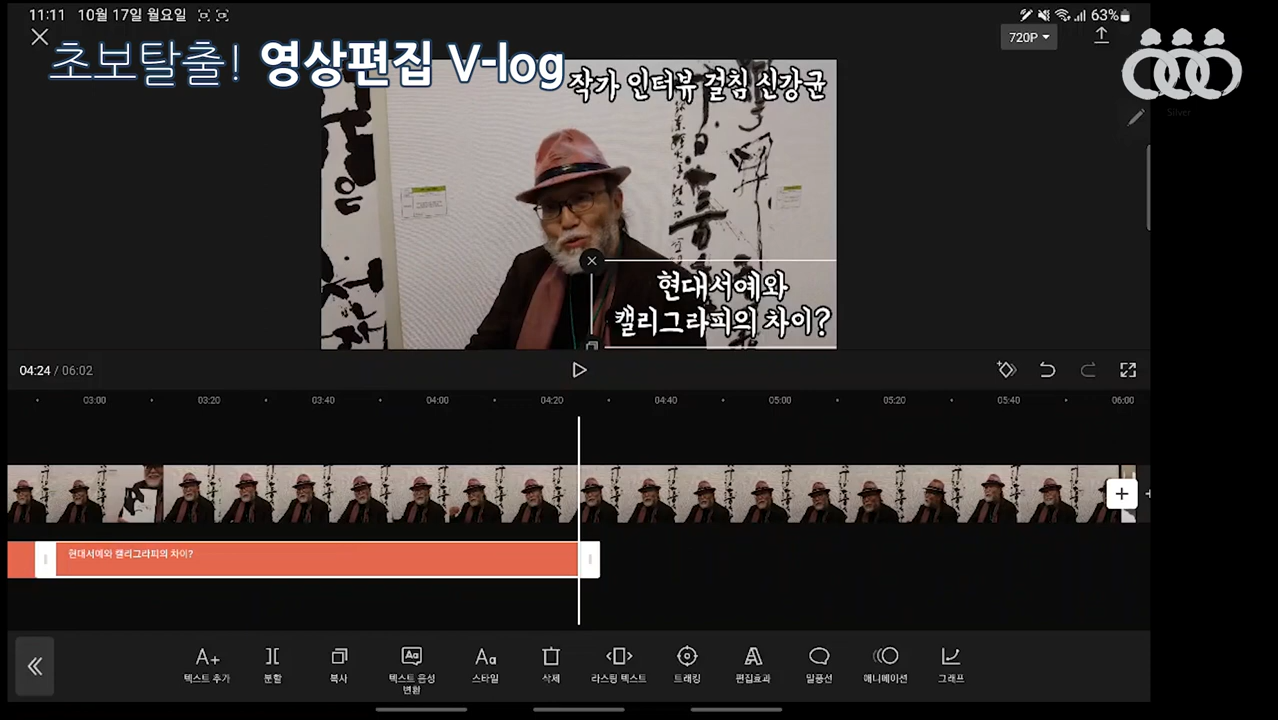 11:11 10월 17일 월요일
63%
초보탈출! 영상편집 V-log
720P
Silver
작가 인터뷰 걸침 신강균
현대서예와
캘리그라피의 차이?
04:24 / 06:02
03:00 03:20 03:40 04:00 04:20 04:40 05:00 05:20 05:40 06:00
현대서예와 캘리그라피의 차이?
텍스트 추가 분할 복사 텍스트 음성 변환 스타일 삭제 라스팅 텍스트 트래킹 편집효과 말풍선 애니메이션 그래프